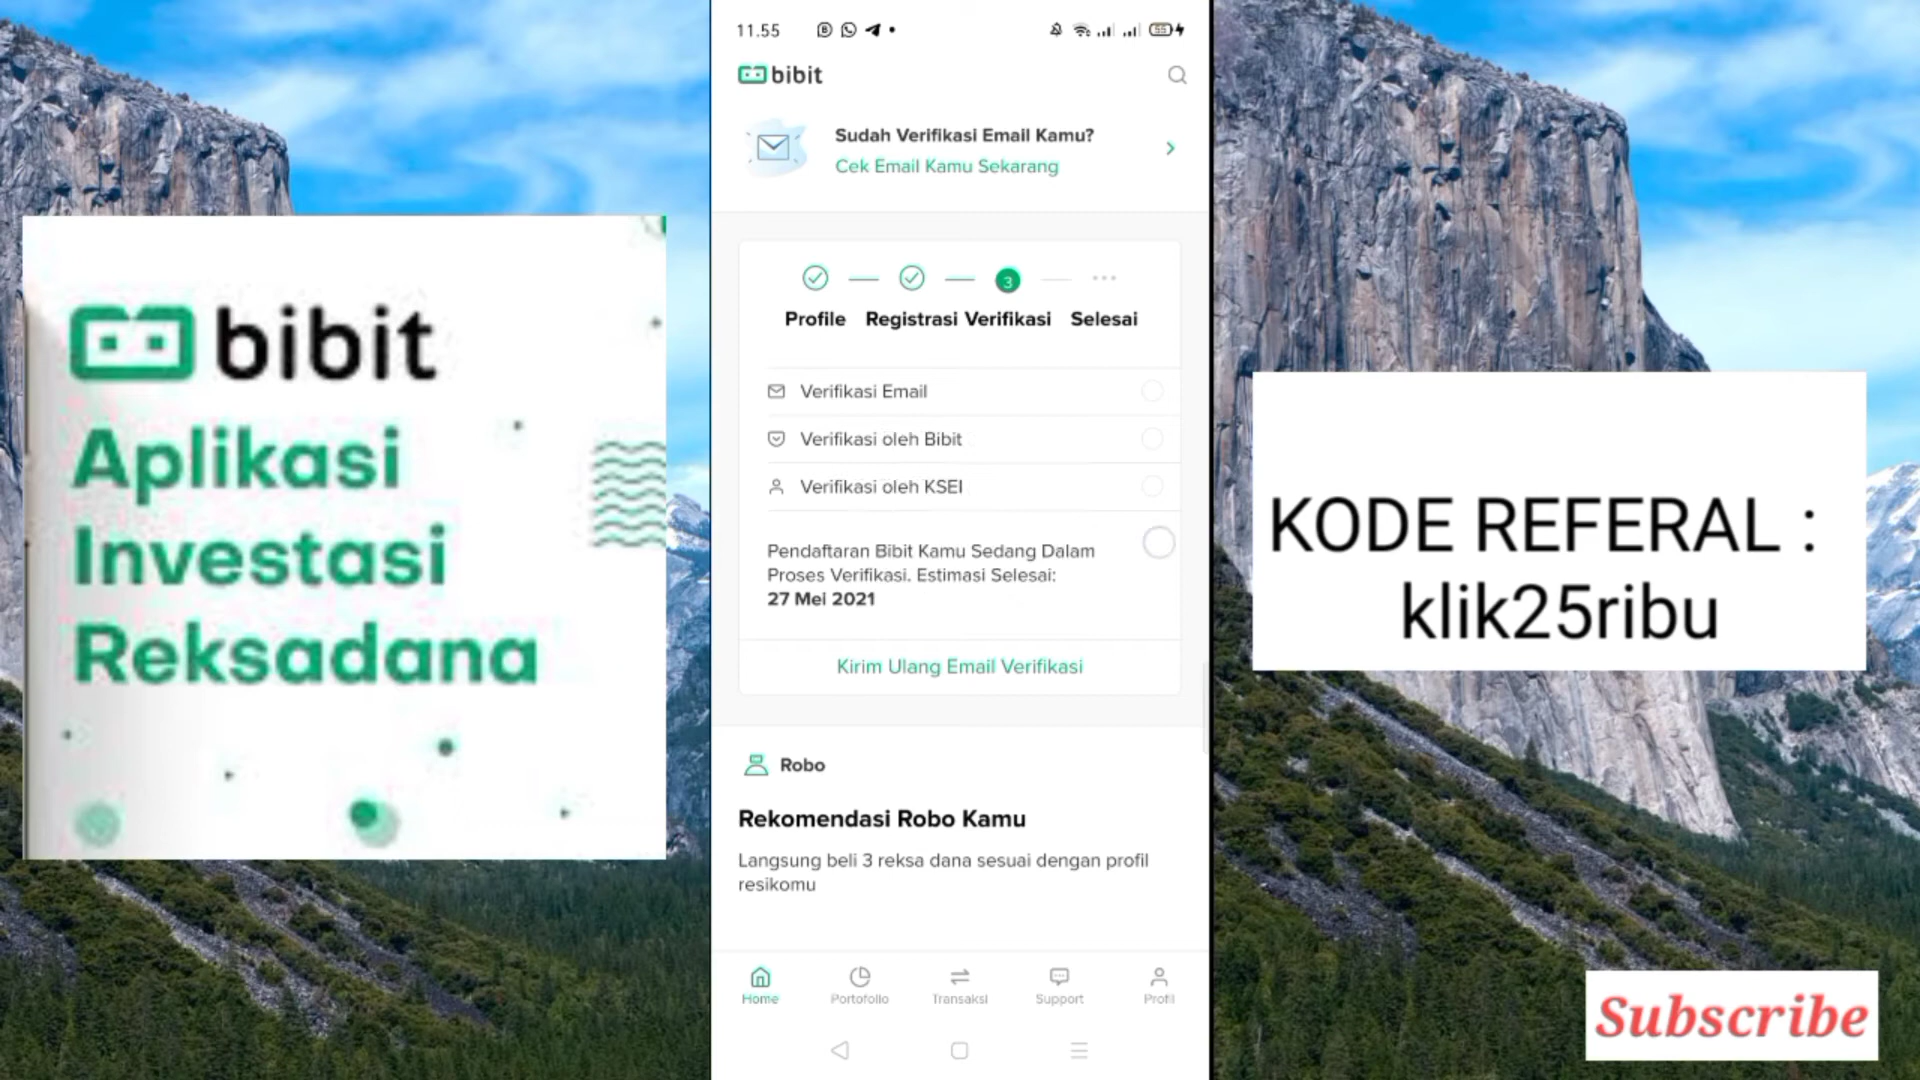 bibit
Aplikasi
Investasi
Reksadana
11.55
55
bibit
Sudah Verifikasi Email Kamu?
Cek Email Kamu Sekarang
3
Profile Registrasi Verifikasi Selesai
Verifikasi Email
Verifikasi oleh Bibit
Verifikasi oleh KSEI
Pendaftaran Bibit Kamu Sedang Dalam
Proses Verifikasi. Estimasi Selesai:
27 Mei 2021
Kirim Ulang Email Verifikasi
Robo
Rekomendasi Robo Kamu
Langsung beli 3 reksa dana sesuai dengan profil
resikomu
Home Portofolio Transaksi Support Profil
KODE REFERAL :
klik25ribu
Subscribe